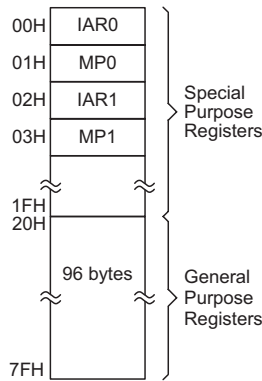 00H IAR0
01H MP0
02H IAR1
03H MP1
Special
Purpose
Registers
1FH
20H
96 bytes
General
Purpose
Registers
7FH